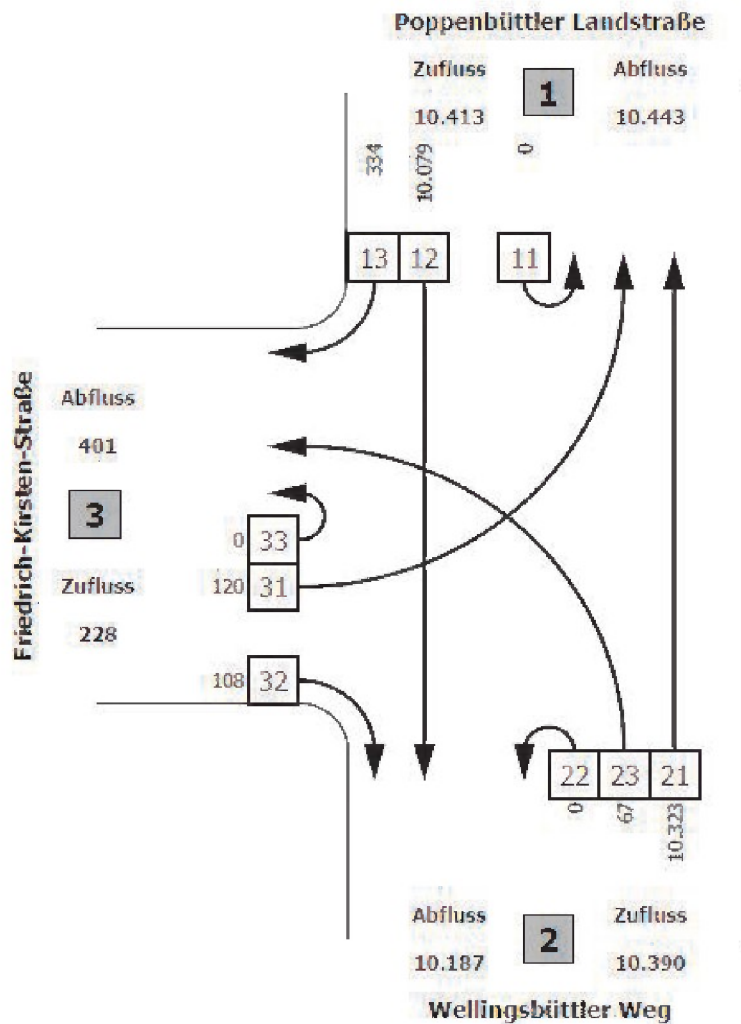 Poppenbüttler Landstraße
Zufluss 1 Abfluss
10.413 10.443
334 10.079 0
13 12 11
Friedrich-Kirsten-Straße
Abfluss
401
3
0 33
120 31
Zufluss
228
108 32
22 23 21
0 67 10.323
Abfluss 2 Zufluss
10.187 10.390
Wellingsbüttler Weg